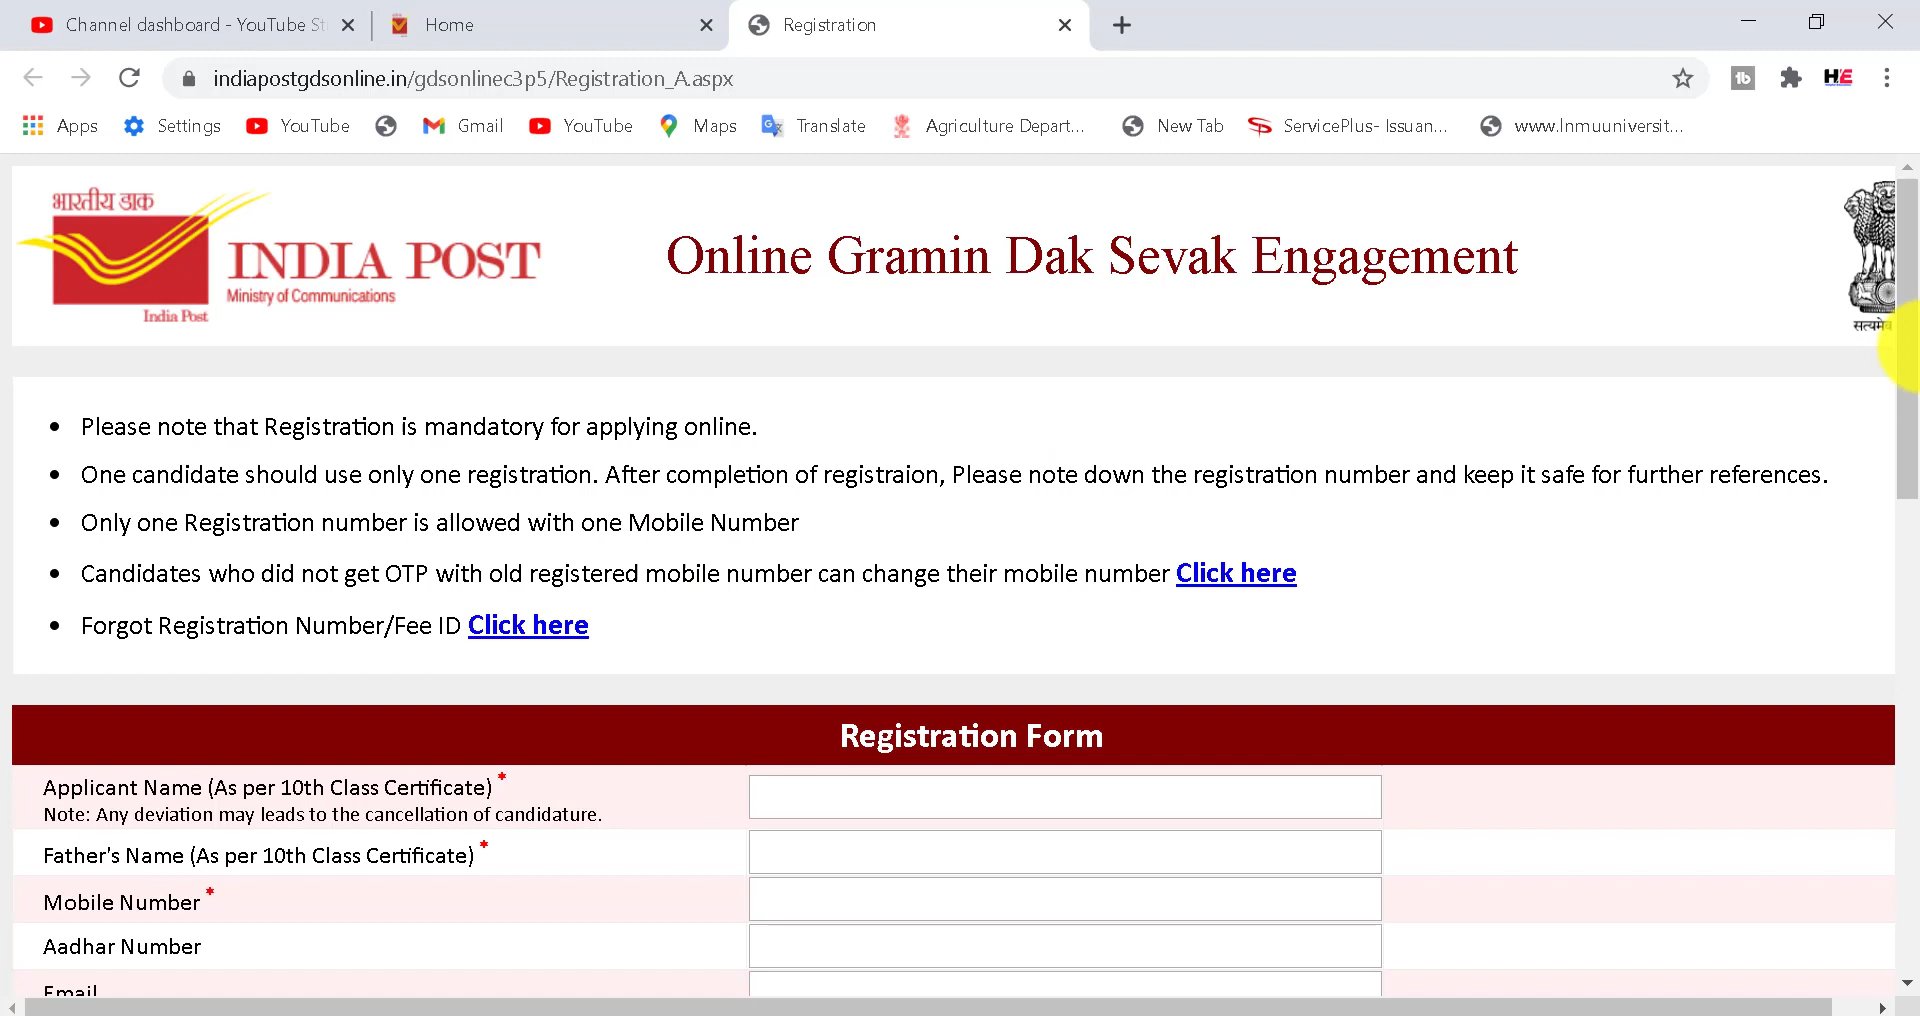 Channel dashboard - YouTube St
Home
Registration
indiapostgdsonline.in/gdsonlinec3p5/Registration_A.aspx
Apps
Settings
YouTube
Gmail
YouTube
Maps
Translate
Agriculture Depart...
New Tab
ServicePlus- Issuan...
www.lnmuuniversit...
भारतीय डाक
INDIA POST
Ministry of Communications
India Post
Online Gramin Dak Sevak Engagement
सत्यमेव
Please note that Registration is mandatory for applying online.
One candidate should use only one registration. After completion of registraion, Please note down the registration number and keep it safe for further references.
Only one Registration number is allowed with one Mobile Number
Candidates who did not get OTP with old registered mobile number can change their mobile number Click here
Forgot Registration Number/Fee ID Click here
Registration Form
Applicant Name (As per 10th Class Certificate) *
Note: Any deviation may leads to the cancellation of candidature.
Father's Name (As per 10th Class Certificate) *
Mobile Number *
Aadhar Number
Email